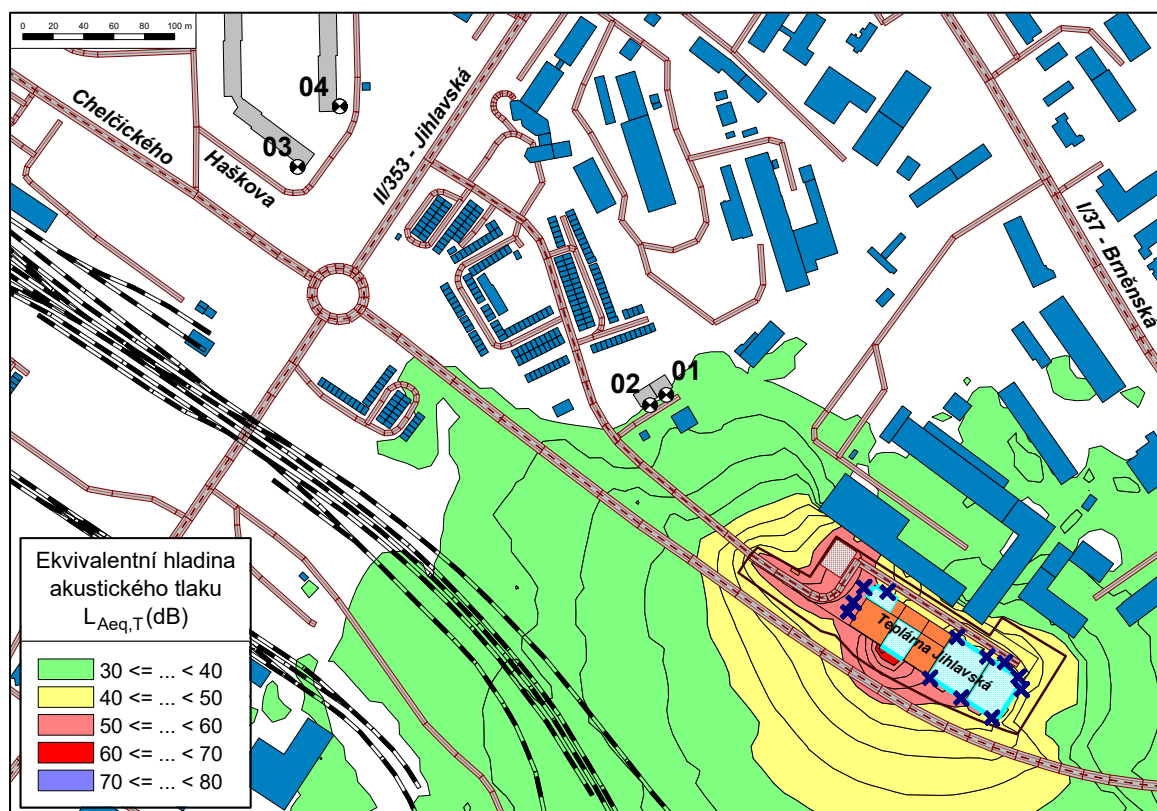 0 20 40 60 80 100 m
04
03
Chelčického
Haškova
II/353 - Jihlavská
I/37 - Brněnská
02
01
Teplárna Jihlavská
Ekvivalentní hladina
akustického tlaku
L Aeq,T (dB)
30 <= ... < 40
40 <= ... < 50
50 <= ... < 60
60 <= ... < 70
70 <= ... < 80